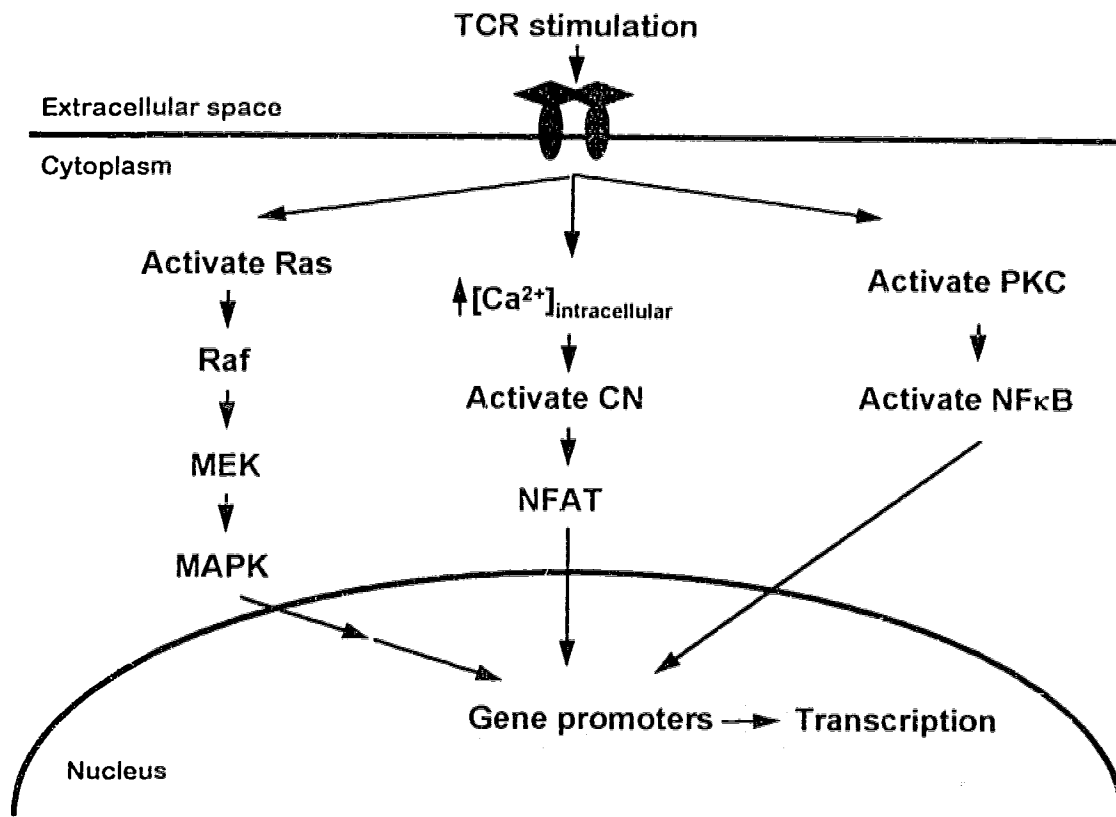 TCR stimulation
Extracellular space
Cytoplasm
Activate Ras
Raf
MEK
MAPK
[Ca²⁺]intracellular
Activate CN
NFAT
Activate PKC
Activate NFκB
Gene promoters
Transcription
Nucleus